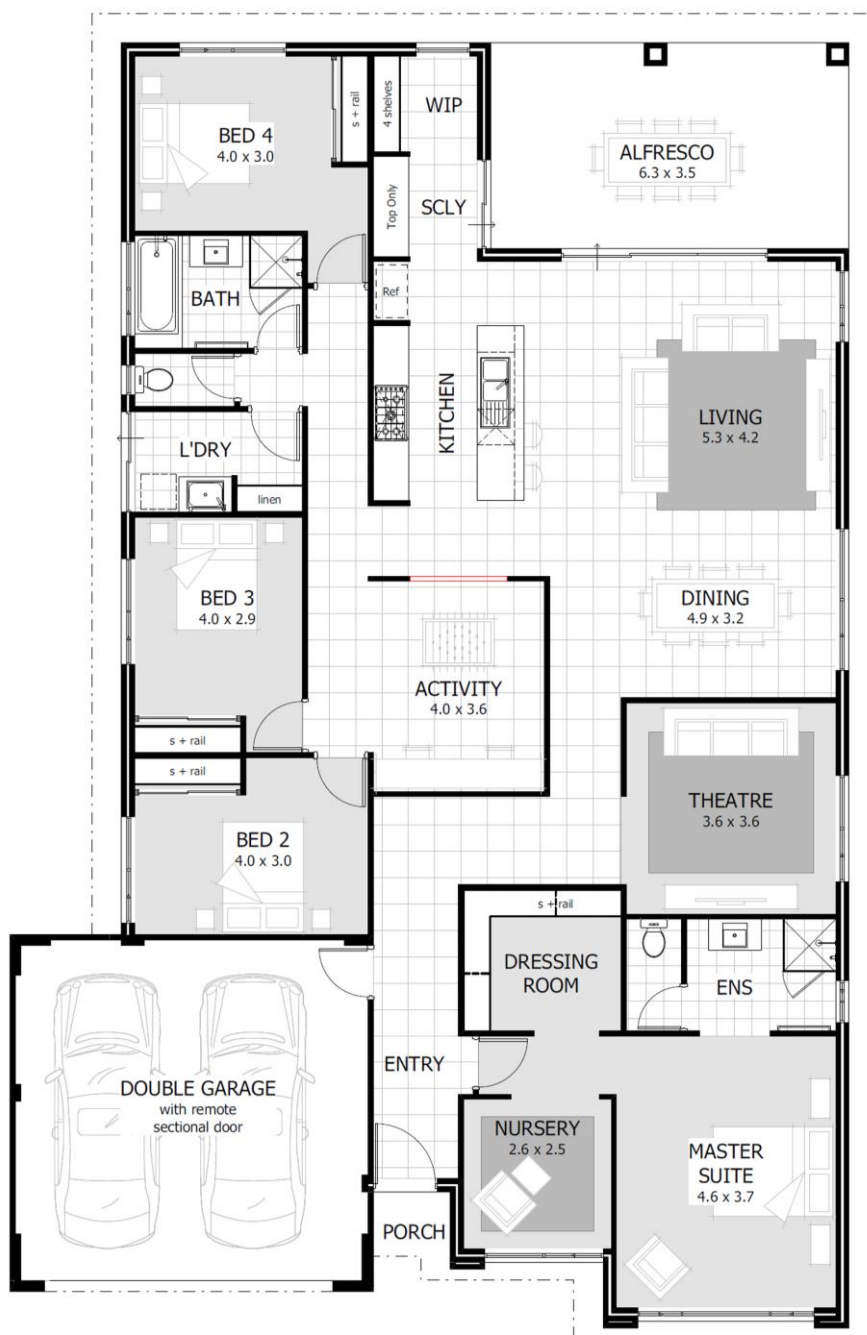 BED 4
4.0 x 3.0
s + rail
4 shelves
WIP
ALFRESCO
6.3 x 3.5
Top Only
SCLY
BATH
Ref
KITCHEN
LIVING
5.3 x 4.2
L'DRY
linen
BED 3
4.0 x 2.9
DINING
4.9 x 3.2
ACTIVITY
4.0 x 3.6
s + rail
s + rail
THEATRE
3.6 x 3.6
BED 2
4.0 x 3.0
s + rail
DRESSING
ROOM
ENS
ENTRY
DOUBLE GARAGE
with remote
sectional door
NURSERY
2.6 x 2.5
MASTER
SUITE
4.6 x 3.7
PORCH